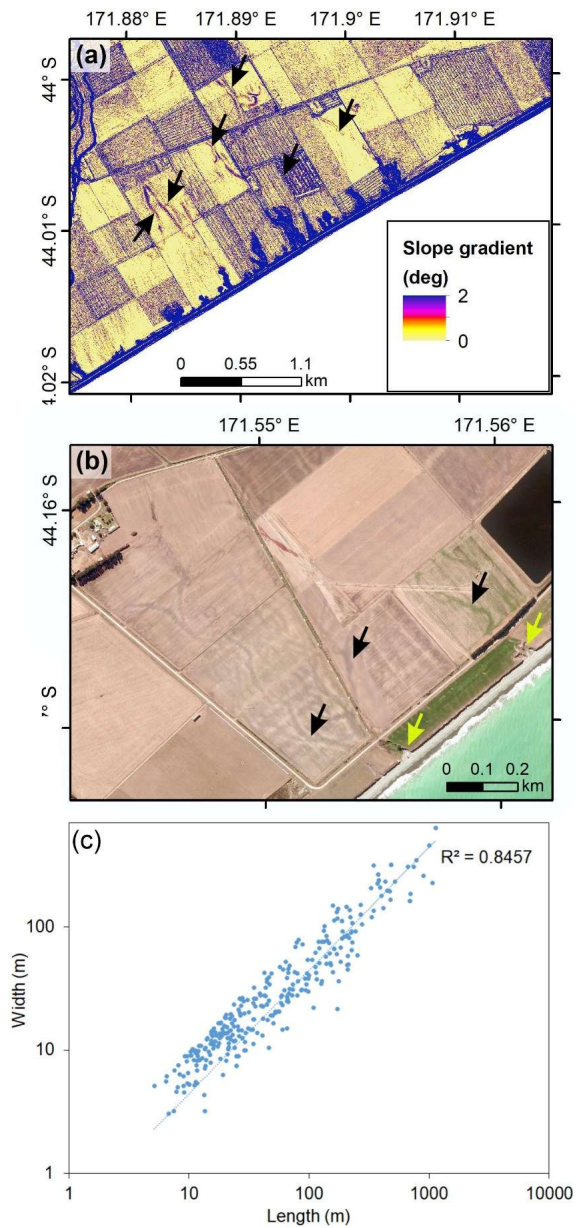 171.88° E 171.89° E 171.9° E 171.91° E
(a)
44° S
44.01° S
4.02° S
Slope gradient
(deg)
2
0
0 0.55 1.1
km
171.55° E 171.56° E
(b)
44.16° S
7° S
0 0.1 0.2
km
(c)
R² = 0.8457
100
10
1
Width (m)
1 10 100 1000 10000
Length (m)